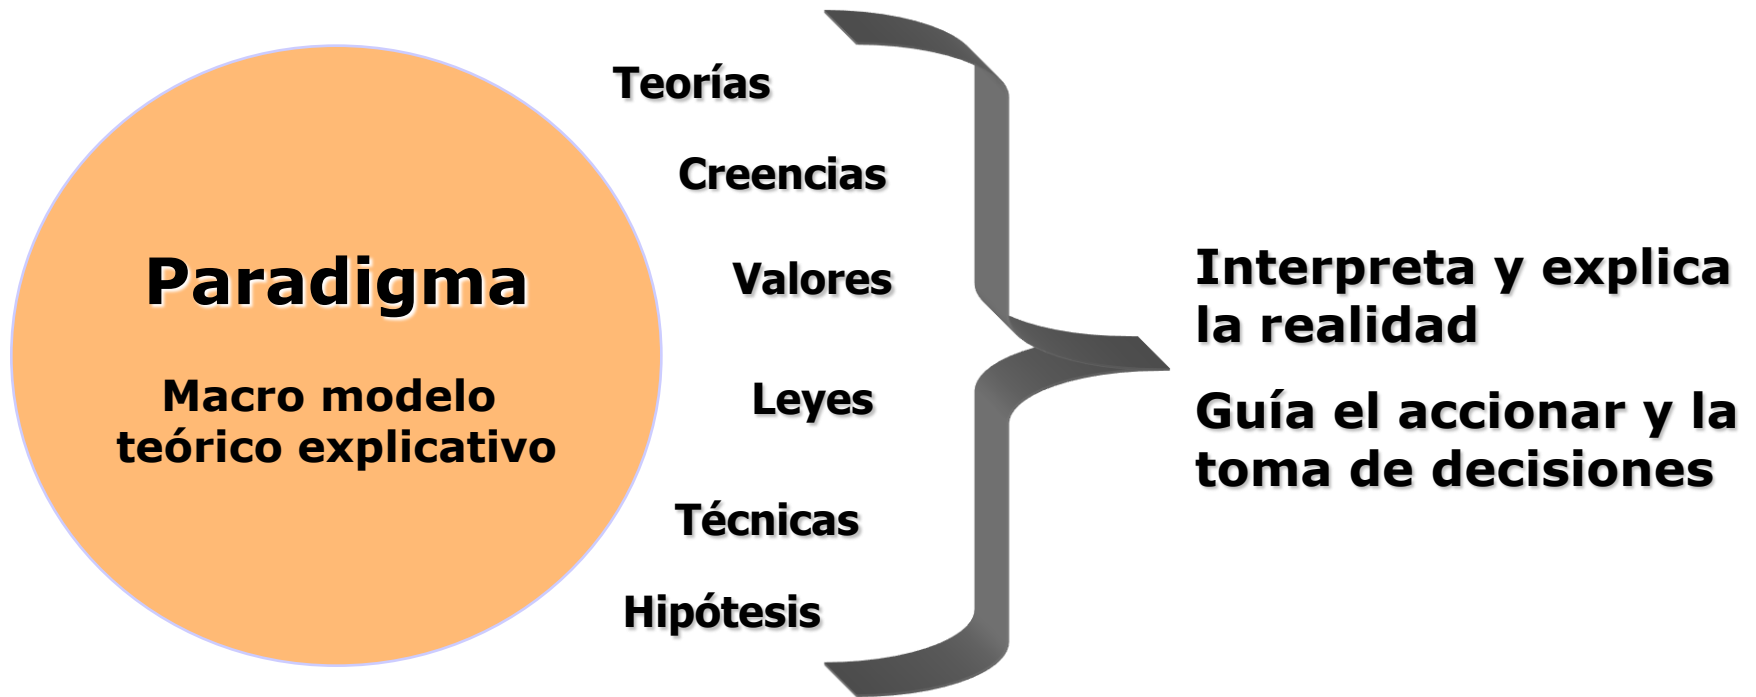 Paradigma
Macro modelo
teórico explicativo
Teorías
Creencias
Valores
Leyes
Técnicas
Hipótesis
Interpreta y explica
la realidad
Guía el accionar y la
toma de decisiones